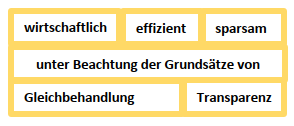 wirtschaftlich effizient sparsam
unter Beachtung der Grundsätze von
Gleichbehandlung Transparenz